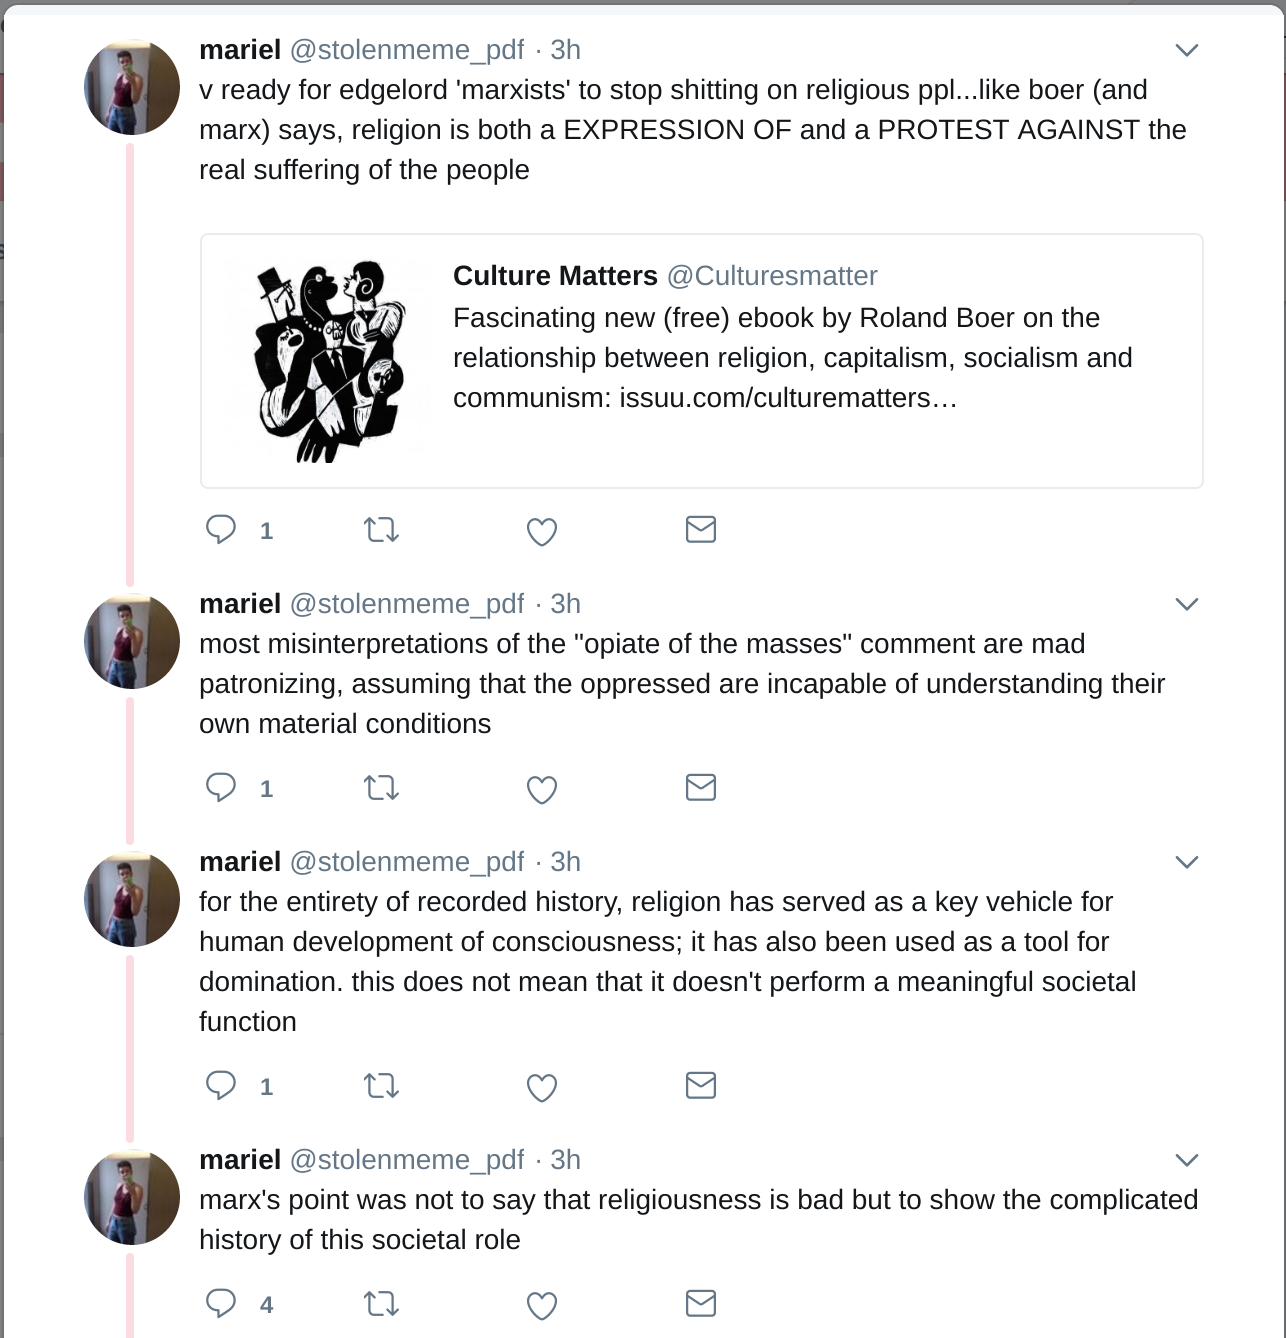 mariel @stolenmeme_pdf · 3h
v ready for edgelord 'marxists' to stop shitting on religious ppl...like boer (and
marx) says, religion is both a EXPRESSION OF and a PROTEST AGAINST the
real suffering of the people
Culture Matters @Culturesmatter
Fascinating new (free) ebook by Roland Boer on the
relationship between religion, capitalism, socialism and
communism: issuu.com/culturematters…
1
mariel @stolenmeme_pdf · 3h
most misinterpretations of the "opiate of the masses" comment are mad
patronizing, assuming that the oppressed are incapable of understanding their
own material conditions
1
mariel @stolenmeme_pdf · 3h
for the entirety of recorded history, religion has served as a key vehicle for
human development of consciousness; it has also been used as a tool for
domination. this does not mean that it doesn't perform a meaningful societal
function
1
mariel @stolenmeme_pdf · 3h
marx's point was not to say that religiousness is bad but to show the complicated
history of this societal role
4